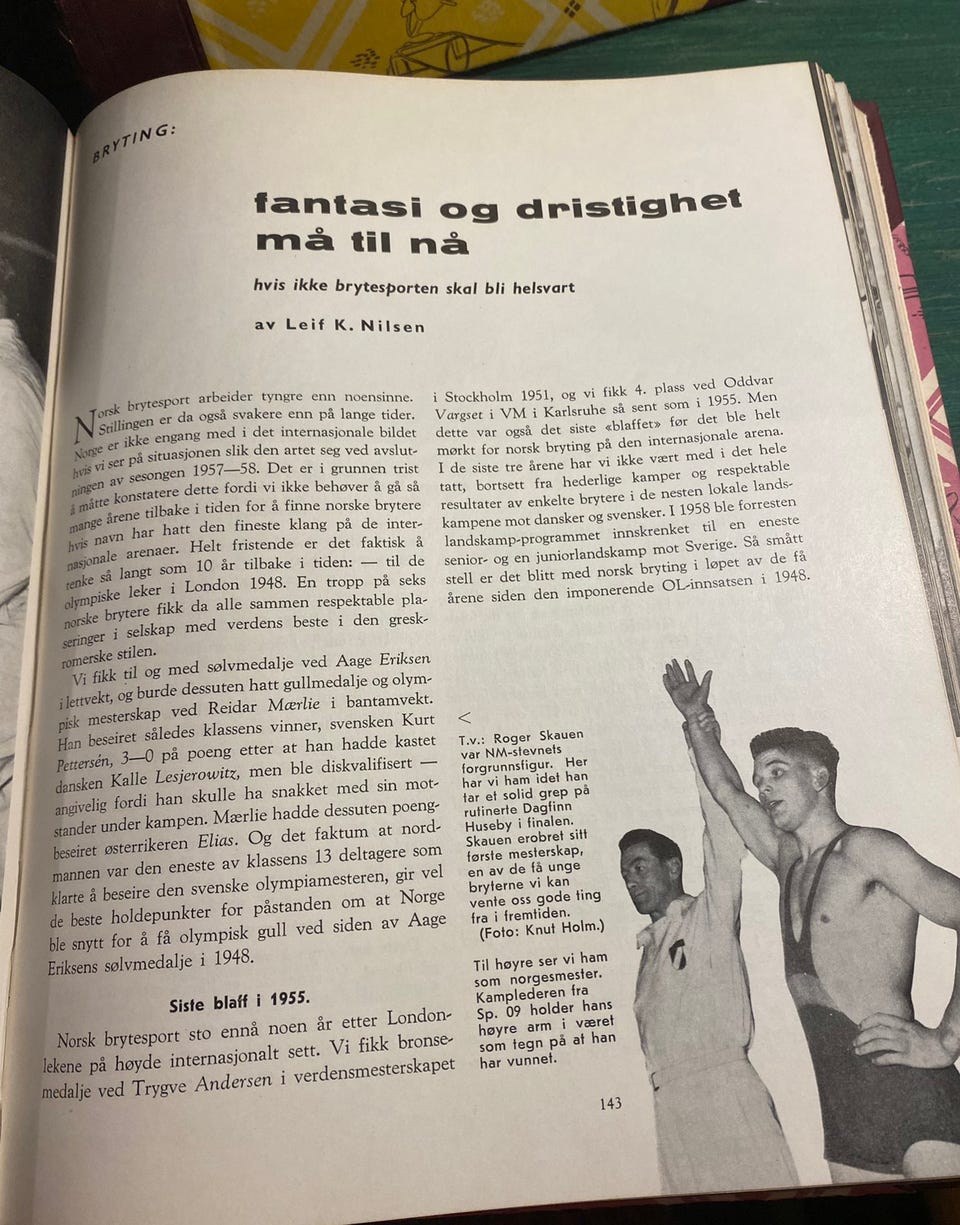 BRYTING:
fantasi og dristighet
må til nå
hvis ikke brytesporten skal bli helsvart
av Leif K. Nilsen
Norsk brytesport arbeider tyngre enn noensinne.
Stillingen er da også svakere enn på lange tider.
Norge er ikke engang med i det internasjonale bildet
hvis vi ser på situasjonen slik den artet seg ved avslut-
ningen av sesongen 1957—58. Det er i grunnen trist
å måtte konstatere dette fordi vi ikke behøver å gå så
mange årene tilbake i tiden for å finne norske brytere
hvis navn har hatt den fineste klang på de inter-
nasjonale arenaer. Helt fristende er det faktisk å
tenke så langt som 10 år tilbake i tiden: — til de
olympiske leker i London 1948. En tropp på seks
norske brytere fikk da alle sammen respektable pla-
seringer i selskap med verdens beste i den gresk-
romerske stilen.
Vi fikk til og med sølvmedalje ved Aage Eriksen
i lettvekt, og burde dessuten hatt gullmedalje og olym-
pisk mesterskap ved Reidar Mærlie i bantamvekt.
Han beseiret således klassens vinner, svensken Kurt
Pettersén, 3—0 på poeng etter at han hadde kastet
dansken Kalle Lesjerowitz, men ble diskvalifisert —
angivelig fordi han skulle ha snakket med sin mot-
stander under kampen. Mærlie hadde dessuten poeng-
beseiret østerrikeren Elias. Og det faktum at nord-
mannen var den eneste av klassens 13 deltagere som
klarte å beseire den svenske olympiamesteren, gir vel
de beste holdepunkter for påstanden om at Norge
ble snytt for å få olympisk gull ved siden av Aage
Eriksens sølvmedalje i 1948.
Siste blaff i 1955.
Norsk brytesport sto ennå noen år etter London-
lekene på høyde internasjonalt sett. Vi fikk bronse-
medalje ved Trygve Andersen i verdensmesterskapet
i Stockholm 1951, og vi fikk 4. plass ved Oddvar
Vargset i VM i Karlsruhe så sent som i 1955. Men
dette var også det siste «blaffet» før det ble helt
mørkt for norsk bryting på den internasjonale arena.
I de siste tre årene har vi ikke vært med i det hele
tatt, bortsett fra hederlige kamper og respektable
resultater av enkelte brytere i de nesten lokale lands-
kampene mot dansker og svensker. I 1958 ble forresten
landskamp-programmet innskrenket til en eneste
senior- og en juniorlandskamp mot Sverige. Så smått
stell er det blitt med norsk bryting i løpet av de få
årene siden den imponerende OL-innsatsen i 1948.
<
T.v.: Roger Skauen
var NM-stevnets
forgrunnsfigur. Her
har vi ham idet han
tar et solid grep på
rutinerte Dagfinn
Huseby i finalen.
Skauen erobret sitt
første mesterskap,
en av de få unge
bryterne vi kan
vente oss gode ting
fra i fremtiden.
(Foto: Knut Holm.)
Til høyre ser vi ham
som norgesmester.
Kamplederen fra
Sp. 09 holder hans
høyre arm i været
som tegn på at han
har vunnet.
143